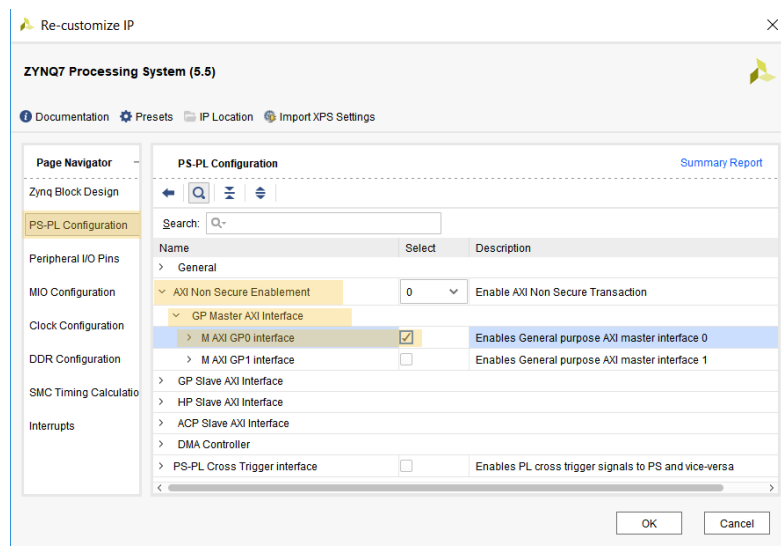 Re-customize IP
ZYNQ7 Processing System (5.5)
Documentation Presets IP Location Import XPS Settings
Page Navigator
Zynq Block Design
PS-PL Configuration
Peripheral I/O Pins
MIO Configuration
Clock Configuration
DDR Configuration
SMC Timing Calculatio
Interrupts
PS-PL Configuration Summary Report
Search:
Name Select Description
General
AXI Non Secure Enablement 0 Enable AXI Non Secure Transaction
GP Master AXI Interface
M AXI GP0 interface Enables General purpose AXI master interface 0
M AXI GP1 interface Enables General purpose AXI master interface 1
GP Slave AXI Interface
HP Slave AXI Interface
ACP Slave AXI Interface
DMA Controller
PS-PL Cross Trigger interface Enables PL cross trigger signals to PS and vice-versa
OK Cancel